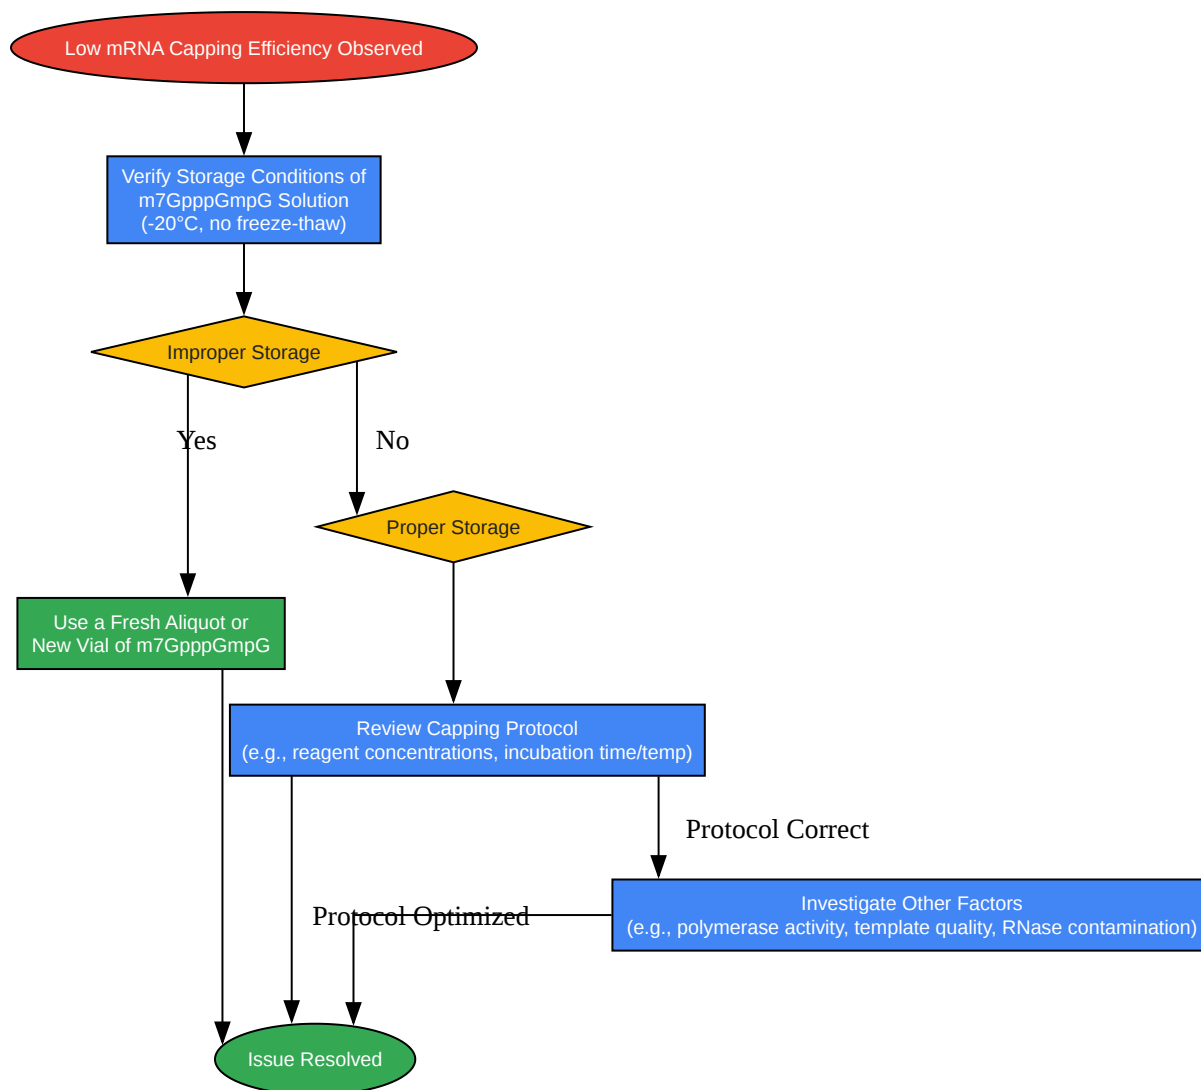 Low mRNA Capping Efficiency Observed
Verify Storage Conditions of
m7GpppGmpG Solution
(-20°C, no freeze-thaw)
Improper Storage
Yes
No
Proper Storage
Use a Fresh Aliquot or
New Vial of m7GpppGmpG
Review Capping Protocol
(e.g., reagent concentrations, incubation time/temp)
Protocol Correct
Investigate Other Factors
(e.g., polymerase activity, template quality, RNase contamination)
Protocol Optimized
Issue Resolved